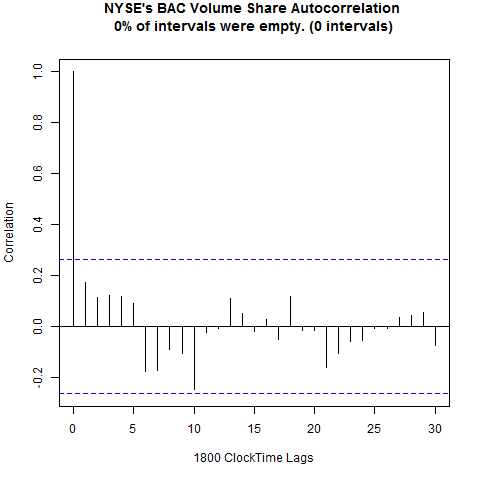 NYSE's BAC Volume Share Autocorrelation
0% of intervals were empty. (0 intervals)
Correlation
1.0
0.8
0.6
0.4
0.2
0.0
-0.2
0 5 10 15 20 25 30
1800 ClockTime Lags